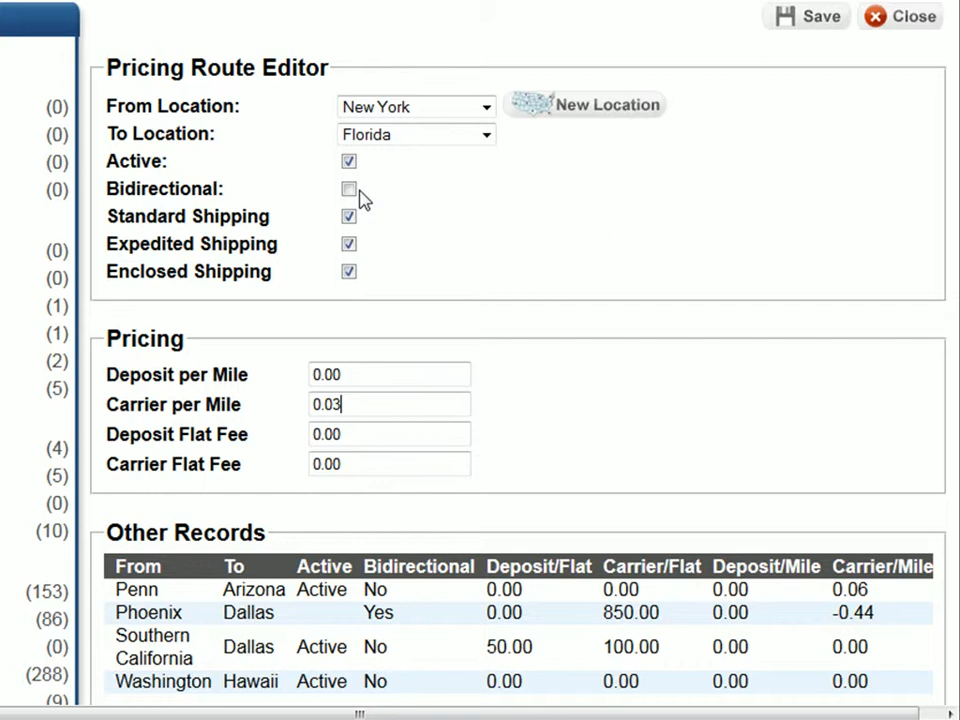 Save Close
Pricing Route Editor
From Location: New York New Location
To Location: Florida
Active:
Bidirectional:
Standard Shipping
Expedited Shipping
Enclosed Shipping
(0)
(0)
(0)
(0)
(0)
(0)
(1)
(1)
(2)
(5)
(4)
(5)
(0)
(10)
(153)
(86)
(0)
(288)
(9)
Pricing
Deposit per Mile 0.00
Carrier per Mile 0.03
Deposit Flat Fee 0.00
Carrier Flat Fee 0.00
Other Records
From To Active Bidirectional Deposit/Flat Carrier/Flat Deposit/Mile Carrier/Mile
Penn Arizona Active No 0.00 0.00 0.00 0.06
Phoenix Dallas Yes 0.00 850.00 0.00 -0.44
Southern
California Dallas Active No 50.00 100.00 0.00 0.00
Washington Hawaii Active No 0.00 0.00 0.00 0.00